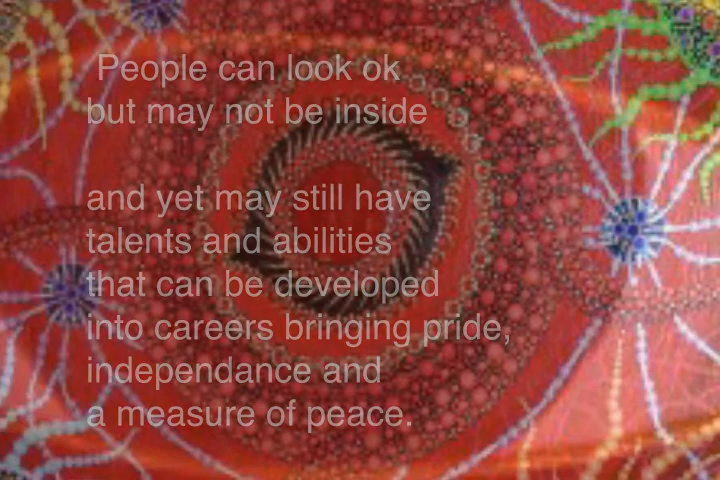 People can look ok
but may not be inside
and yet may still have
talents and abilities
that can be developed
into careers bringing pride,
independance and
a measure of peace.